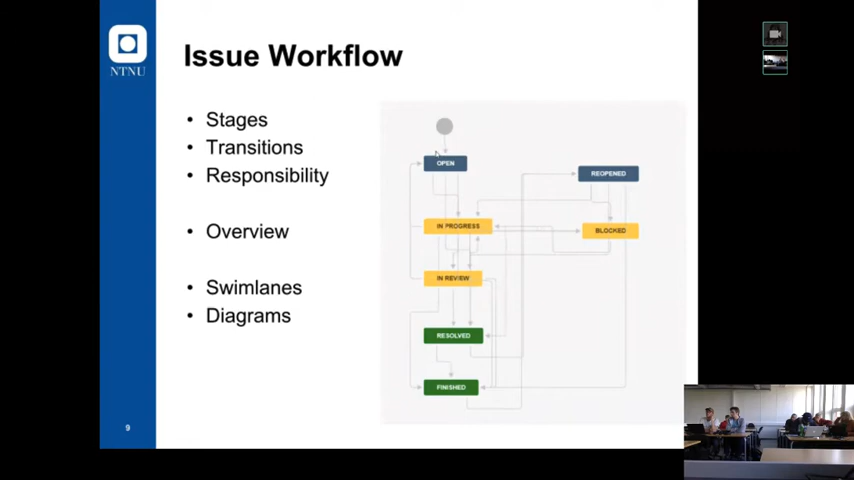 NTNU
Issue Workflow
• Stages
• Transitions
• Responsibility
• Overview
• Swimlanes
• Diagrams
OPEN
REOPENED
IN PROGRESS
BLOCKED
IN REVIEW
RESOLVED
FINISHED
9